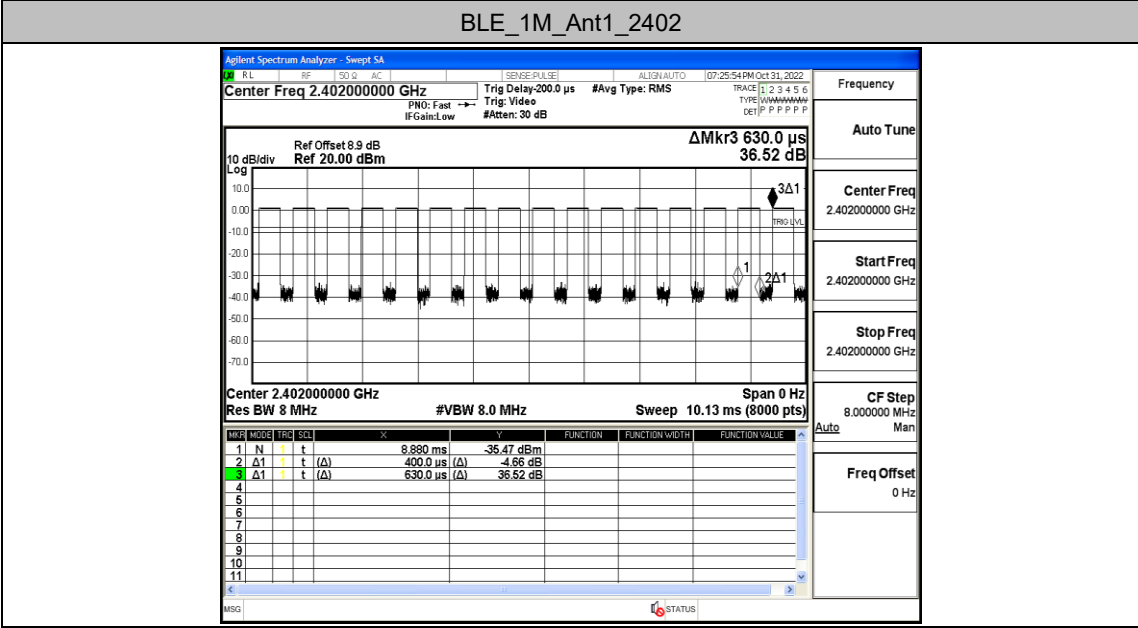 BLE_1M_Ant1_2402
Agilent Spectrum Analyzer - Swept SA
LXI RL RF 50 Ω AC SENSE:PULSE ALIGN AUTO 07:25:54 PM Oct 31, 2022
Center Freq 2.402000000 GHz
PNO: Fast
IFGain:Low
Trig Delay-200.0 µs
Trig: Video
#Atten: 30 dB
#Avg Type: RMS
TRACE 1 2 3 4 5 6
TYPE WWWWWW
DET P P P P P P
Ref Offset 8.9 dB
10 dB/div Ref 20.00 dBm
Log
ΔMkr3 630.0 µs
36.52 dB
10.0
0.00
-10.0
-20.0
-30.0
-40.0
-50.0
-60.0
-70.0
3Δ1
TRIG LVL
1
2Δ1
Center 2.402000000 GHz Span 0 Hz
Res BW 8 MHz #VBW 8.0 MHz Sweep 10.13 ms (8000 pts)
MKR MODE TRC SCL X Y FUNCTION FUNCTION WIDTH FUNCTION VALUE
1 N 1 t 8.880 ms -35.47 dBm
2 Δ1 1 t (Δ) 400.0 µs (Δ) -4.66 dB
3 Δ1 1 t (Δ) 630.0 µs (Δ) 36.52 dB
4
5
6
7
8
9
10
11
MSG STATUS
Frequency
Auto Tune
Center Freq
2.402000000 GHz
Start Freq
2.402000000 GHz
Stop Freq
2.402000000 GHz
CF Step
8.000000 MHz
Auto Man
Freq Offset
0 Hz